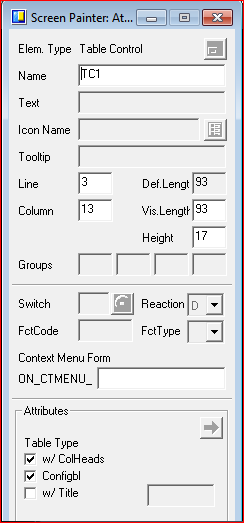 Screen Painter: At...
Elem. Type Table Control
Name TC1
Text
Icon Name
Tooltip
Line 3 Def.Lengt 93
Column 13 Vis.Length 93
Height 17
Groups
Switch Reaction D
FctCode FctType
Context Menu Form
ON_CTMENU_
Attributes
Table Type
w/ ColHeads
Configbl
w/ Title